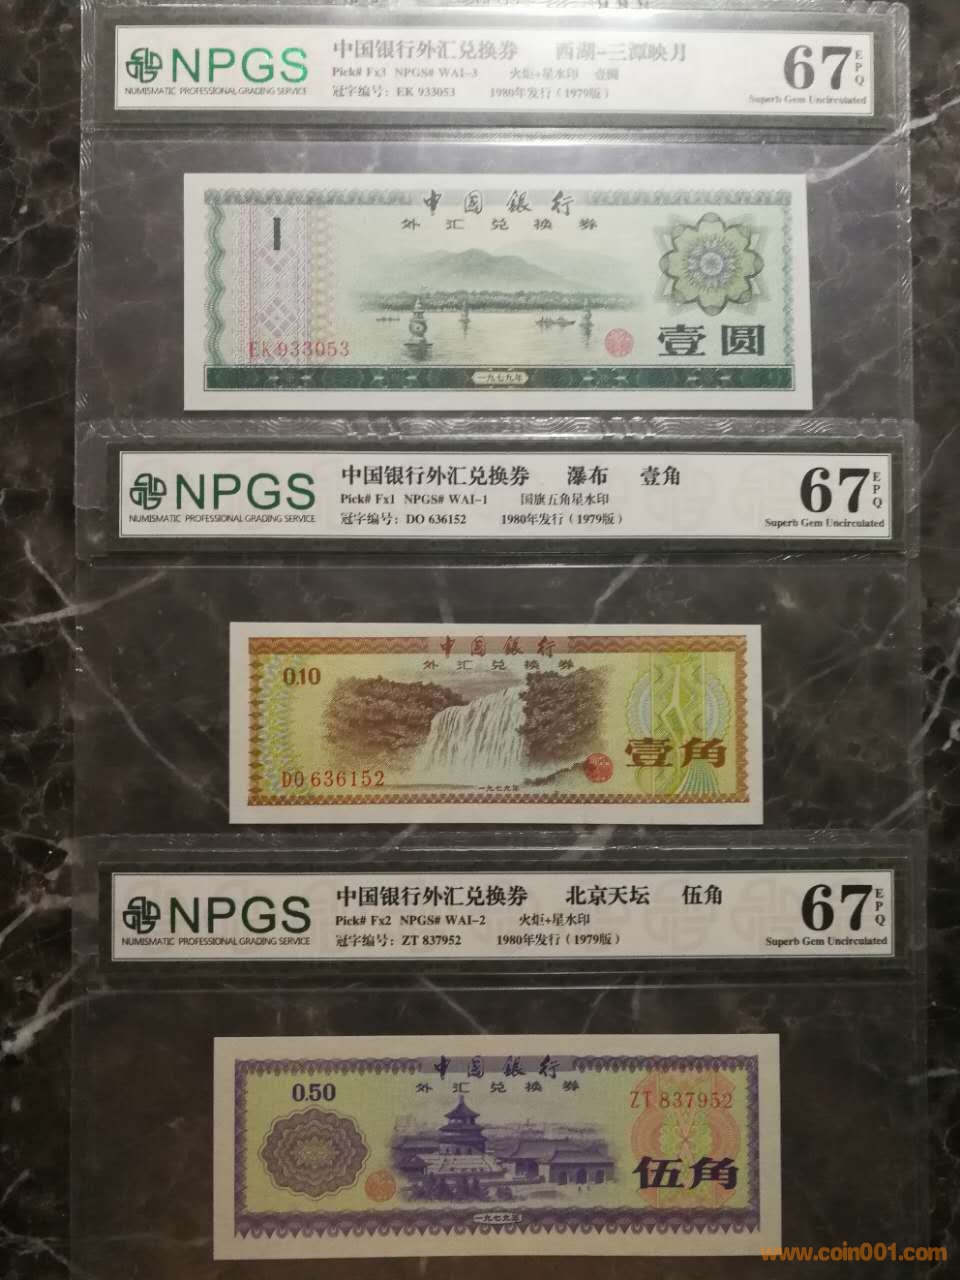 NPGS
NUMISMATIC PROFESSIONAL GRADING SERVICE
中国银行外汇兑换券 西湖-三潭映月
Pick# Fx3 NPGS# WAI-3 火炬+星水印 壹圆
冠字编号: EK 933053 1980年发行(1979版)
67 EPQ
Superb Gem Uncirculated
中国银行
外汇兑换券
1
EK 933053
壹圆
一九七九年
NPGS
NUMISMATIC PROFESSIONAL GRADING SERVICE
中国银行外汇兑换券 瀑布 壹角
Pick# Fx1 NPGS# WAI-1 国旗五角星水印
冠字编号: DO 636152 1980年发行(1979版)
67 EPQ
Superb Gem Uncirculated
中国银行
外汇兑换券
0.10
壹角
DO 636152
一九七九年
NPGS
NUMISMATIC PROFESSIONAL GRADING SERVICE
中国银行外汇兑换券 北京天坛 伍角
Pick# Fx2 NPGS# WAI-2 火炬+星水印
冠字编号: ZT 837952 1980年发行(1979版)
67 EPQ
Superb Gem Uncirculated
中国银行
外汇兑换券
0.50
ZT 837952
伍角
一九七九年
www.coin001.com